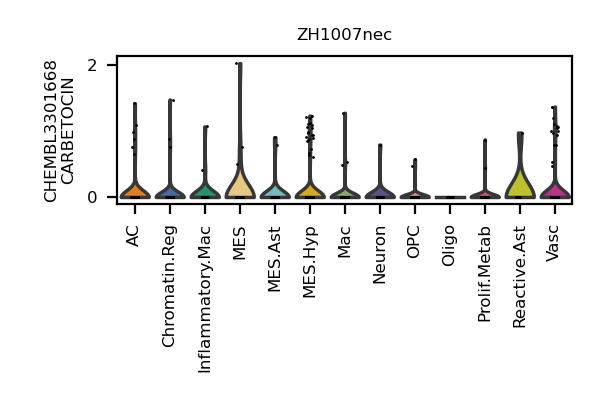 ZH1007nec
CHEMBL3301668
CARBETOCIN
2
0
AC
Chromatin.Reg
Inflammatory.Mac
MES
MES.Ast
MES.Hyp
Mac
Neuron
OPC
Oligo
Prolif.Metab
Reactive.Ast
Vasc